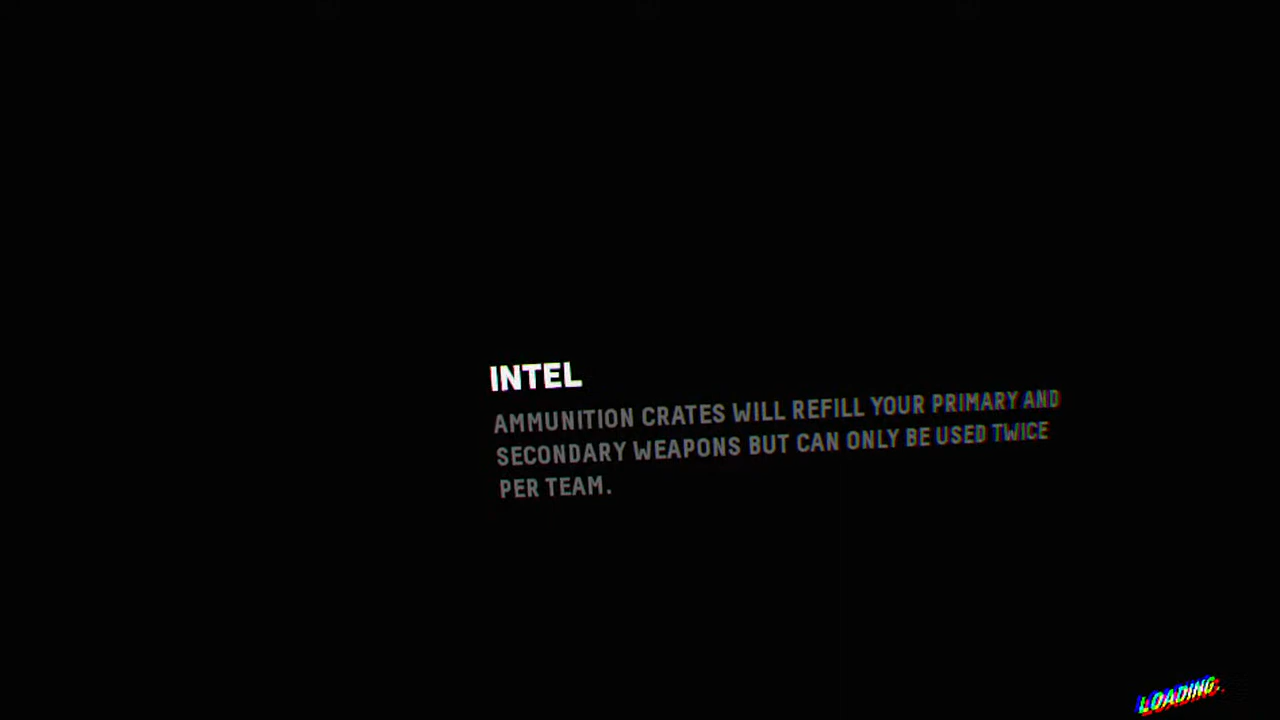 INTEL
AMMUNITION CRATES WILL REFILL YOUR PRIMARY AND
SECONDARY WEAPONS BUT CAN ONLY BE USED TWICE
PER TEAM.
LOADING.